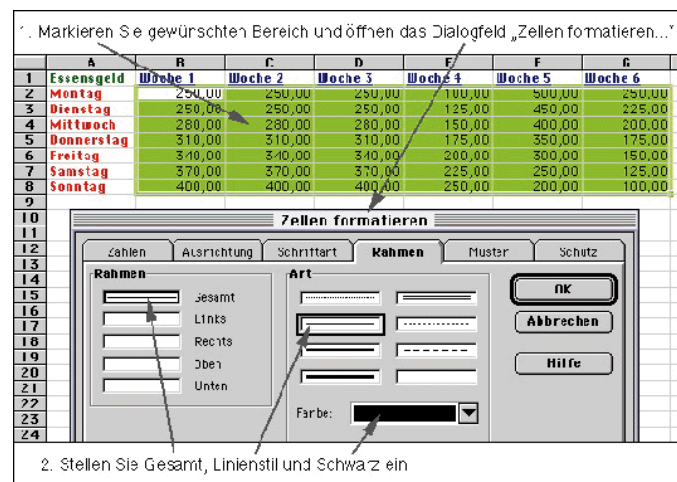 1. Markieren Sie gewünschten Bereich und öffnen das Dialogfeld „Zellen formatieren..."
A B C D E F G
1 Essensgeld Woche 1 Woche 2 Woche 3 Woche 4 Woche 5 Woche 6
2 Montag 250,00 250,00 250,00 100,00 500,00 250,00
3 Dienstag 250,00 250,00 250,00 125,00 450,00 225,00
4 Mittwoch 280,00 280,00 280,00 150,00 400,00 200,00
5 Donnerstag 310,00 310,00 310,00 175,00 350,00 175,00
6 Freitag 340,00 340,00 340,00 200,00 300,00 150,00
7 Samstag 370,00 370,00 370,00 225,00 250,00 125,00
8 Sonntag 400,00 400,00 400,00 250,00 200,00 100,00
9
10 Zellen formatieren
11
12 Zahlen Ausrichtung Schriftart Rahmen Muster Schutz
13
14 Rahmen Art
15 Gesamt OK
16
17 Links Abbrechen
18 Rechts
19 Oben Hilfe
20
21 Unten
22
23 Farbe:
24
2. Stellen Sie Gesamt, Linienstil und Schwarz ein